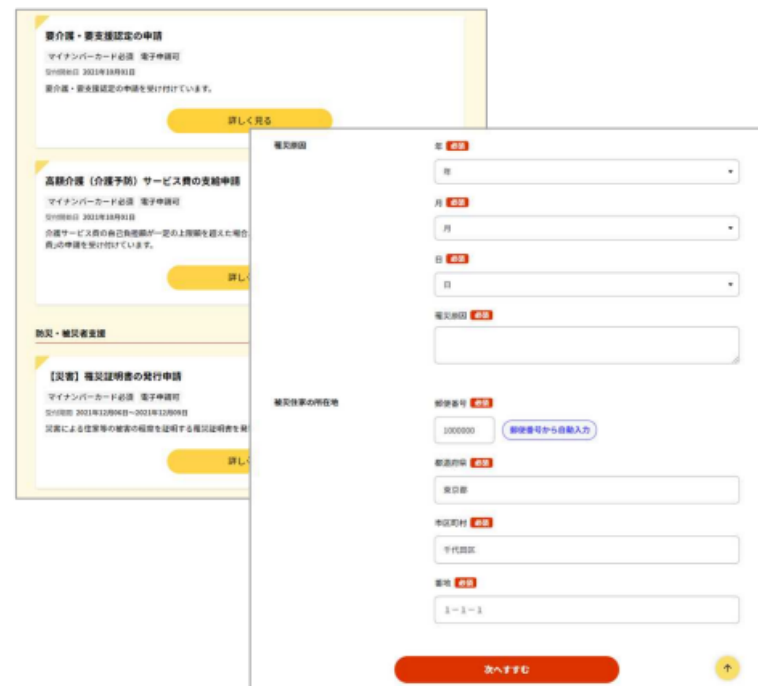 要介護・要支援認定の申請
マイナンバーカード必須 電子申請可
受付開始日 2021年10月01日
要介護・要支援認定の申請を受け付けています。
詳しく見る
高額介護（介護予防）サービス費の支給申請
マイナンバーカード必須 電子申請可
受付開始日 2021年10月01日
介護サービス費の自己負担額が一定の上限額を超えた場合
費」の申請を受け付けています。
詳し
防災・被災者支援
【災害】罹災証明書の発行申請
マイナンバーカード必須 電子申請可
受付期間 2021年12月06日～2021年12月09日
災害による住家等の被害の程度を証明する罹災証明書を発
詳し
罹災原因
年 必須
年
月 必須
月
日 必須
日
罹災原因 必須
被災住家の所在地
郵便番号 必須
1000000 郵便番号から自動入力
都道府県 必須
東京都
市区町村 必須
千代田区
番地 必須
１－１－１
次へすすむ